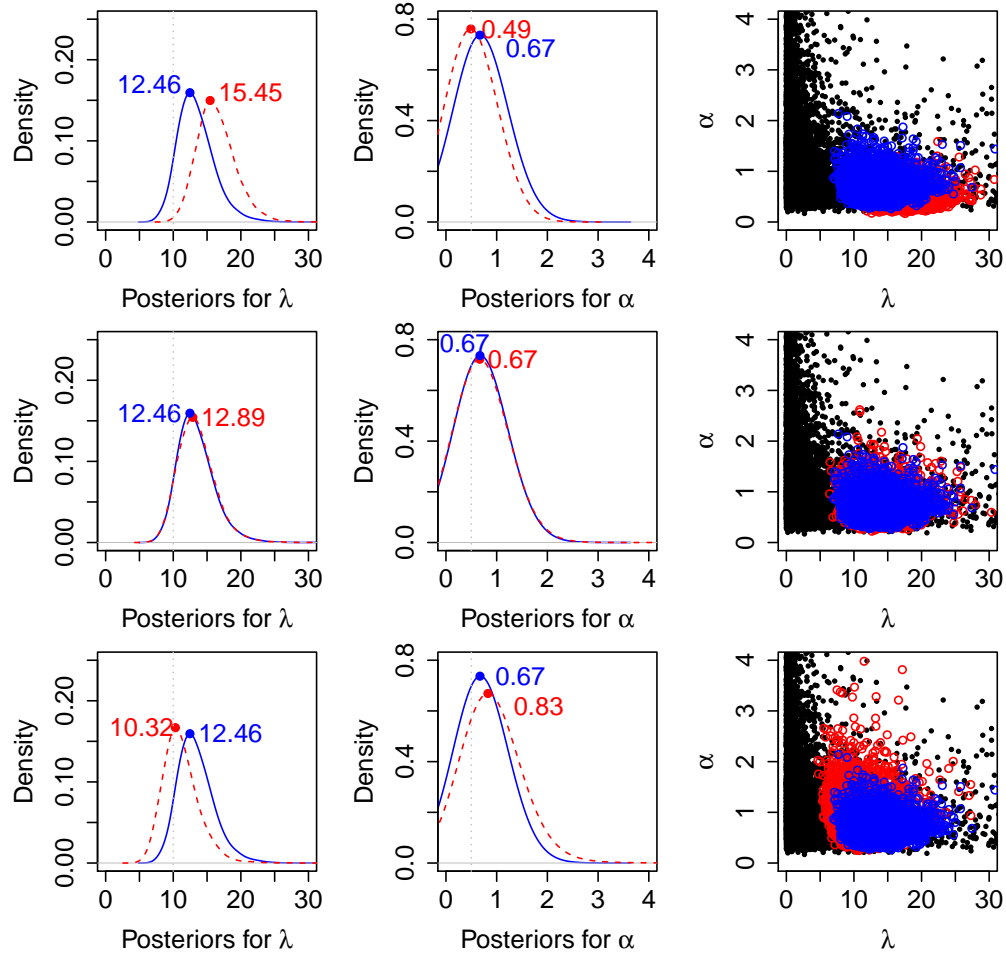 Density
0.00
0.10
0.20
12.46
15.45
0 10 20 30
Posteriors for λ
Density
0.0
0.4
0.8
0.49
0.67
0 1 2 3 4
Posteriors for α
α
0 1 2 3 4
0 10 20 30
λ
Density
0.00
0.10
0.20
12.46
12.89
0 10 20 30
Posteriors for λ
Density
0.0
0.4
0.8
0.67
0.67
0 1 2 3 4
Posteriors for α
α
0 1 2 3 4
0 10 20 30
λ
Density
0.00
0.10
0.20
10.32
12.46
0 10 20 30
Posteriors for λ
Density
0.0
0.4
0.8
0.67
0.83
0 1 2 3 4
Posteriors for α
α
0 1 2 3 4
0 10 20 30
λ